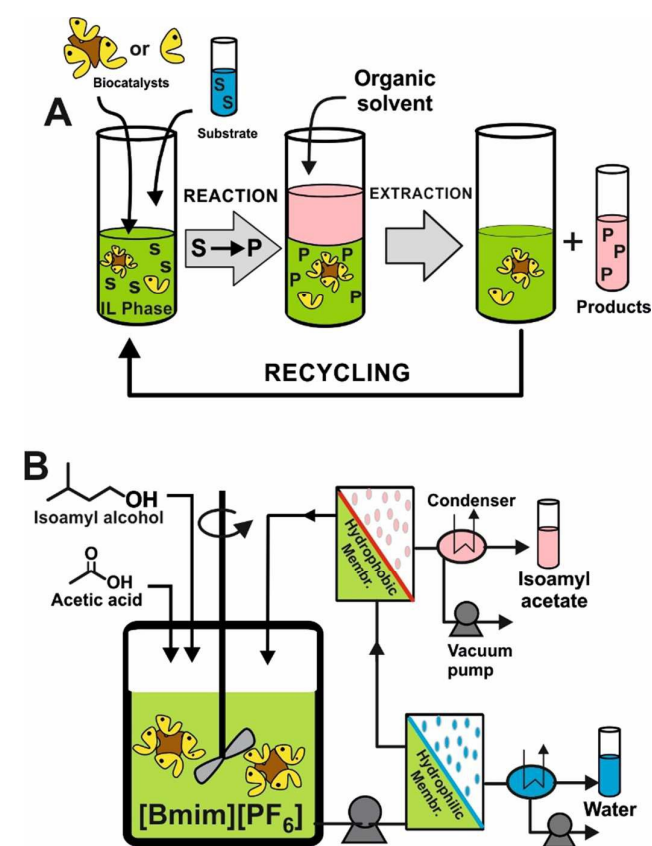 or
Biocatalysts
S
S
Substrate
A
Organic
solvent
REACTION
EXTRACTION
S → P
S
S
S
S
IL Phase
P
P
P
P
+
P
P
P
Products
RECYCLING
B
OH
Isoamyl alcohol
O
OH
Acetic acid
Hydrophobic
Membr.
Condenser
Isoamyl
acetate
Vacuum
pump
Hydrophilic
Membr.
Water
[Bmim][PF6]